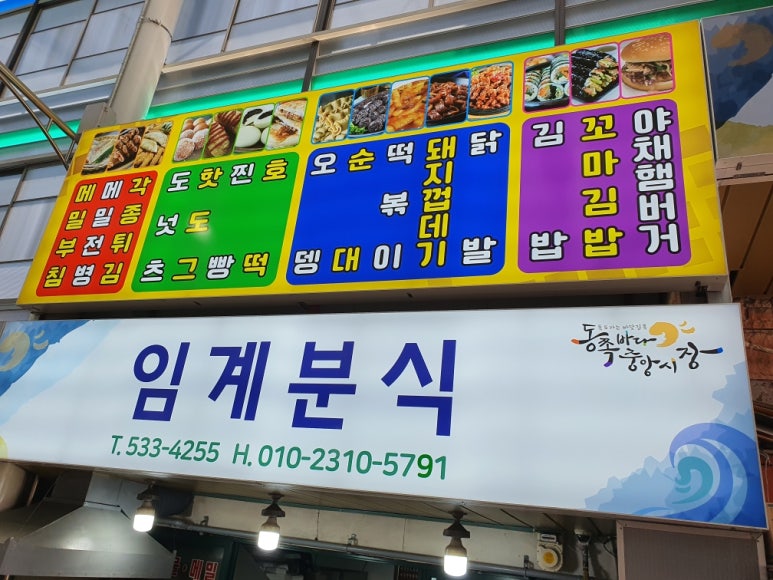 메밀부침
메밀전병
각종튀김
도넛츠
핫도그
찐빵
호떡
오뎅
순대
떡볶이
돼지껍데기
닭발
김밥
꼬마김밥
야채햄버거
임계분식
동쪽바다
중앙시장
T. 533-4255 H. 010-2310-5791